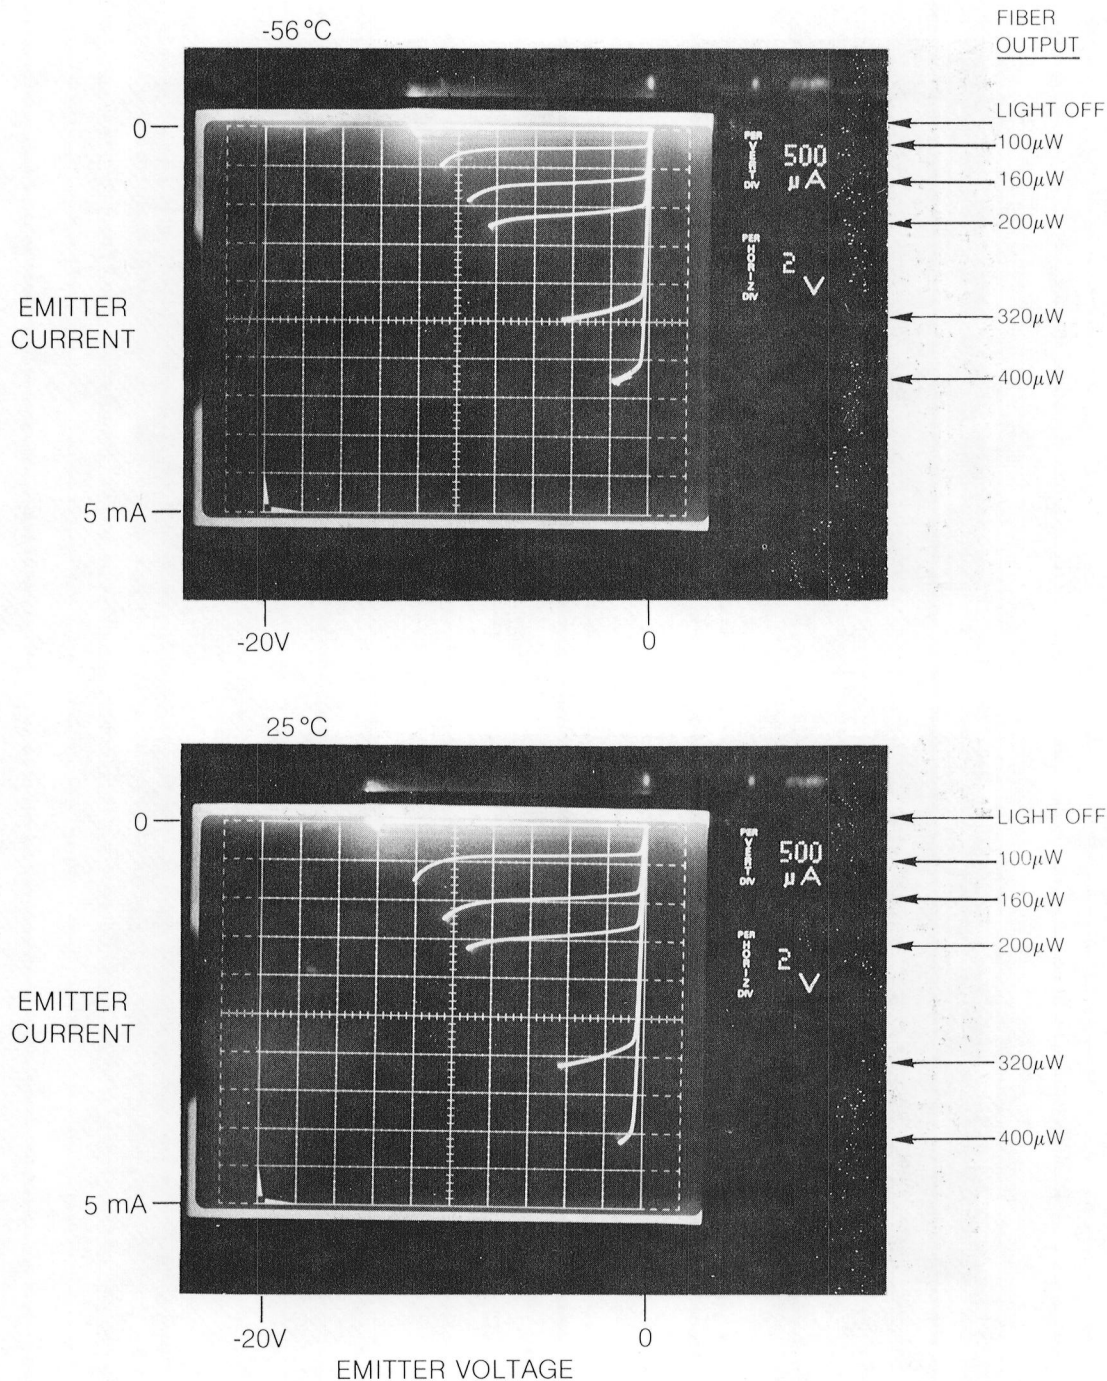 -56 °C
FIBER
OUTPUT
0
LIGHT OFF
100µW
PER
VERT
DIV
500
µA
160µW
200µW
PER
HORIZ
DIV
2
V
EMITTER
CURRENT
320µW
400µW
5 mA
-20V
0
25 °C
0
LIGHT OFF
PER
VERT
DIV
500
µA
100µW
160µW
PER
HORIZ
DIV
2
V
200µW
EMITTER
CURRENT
320µW
400µW
5 mA
-20V
0
EMITTER VOLTAGE